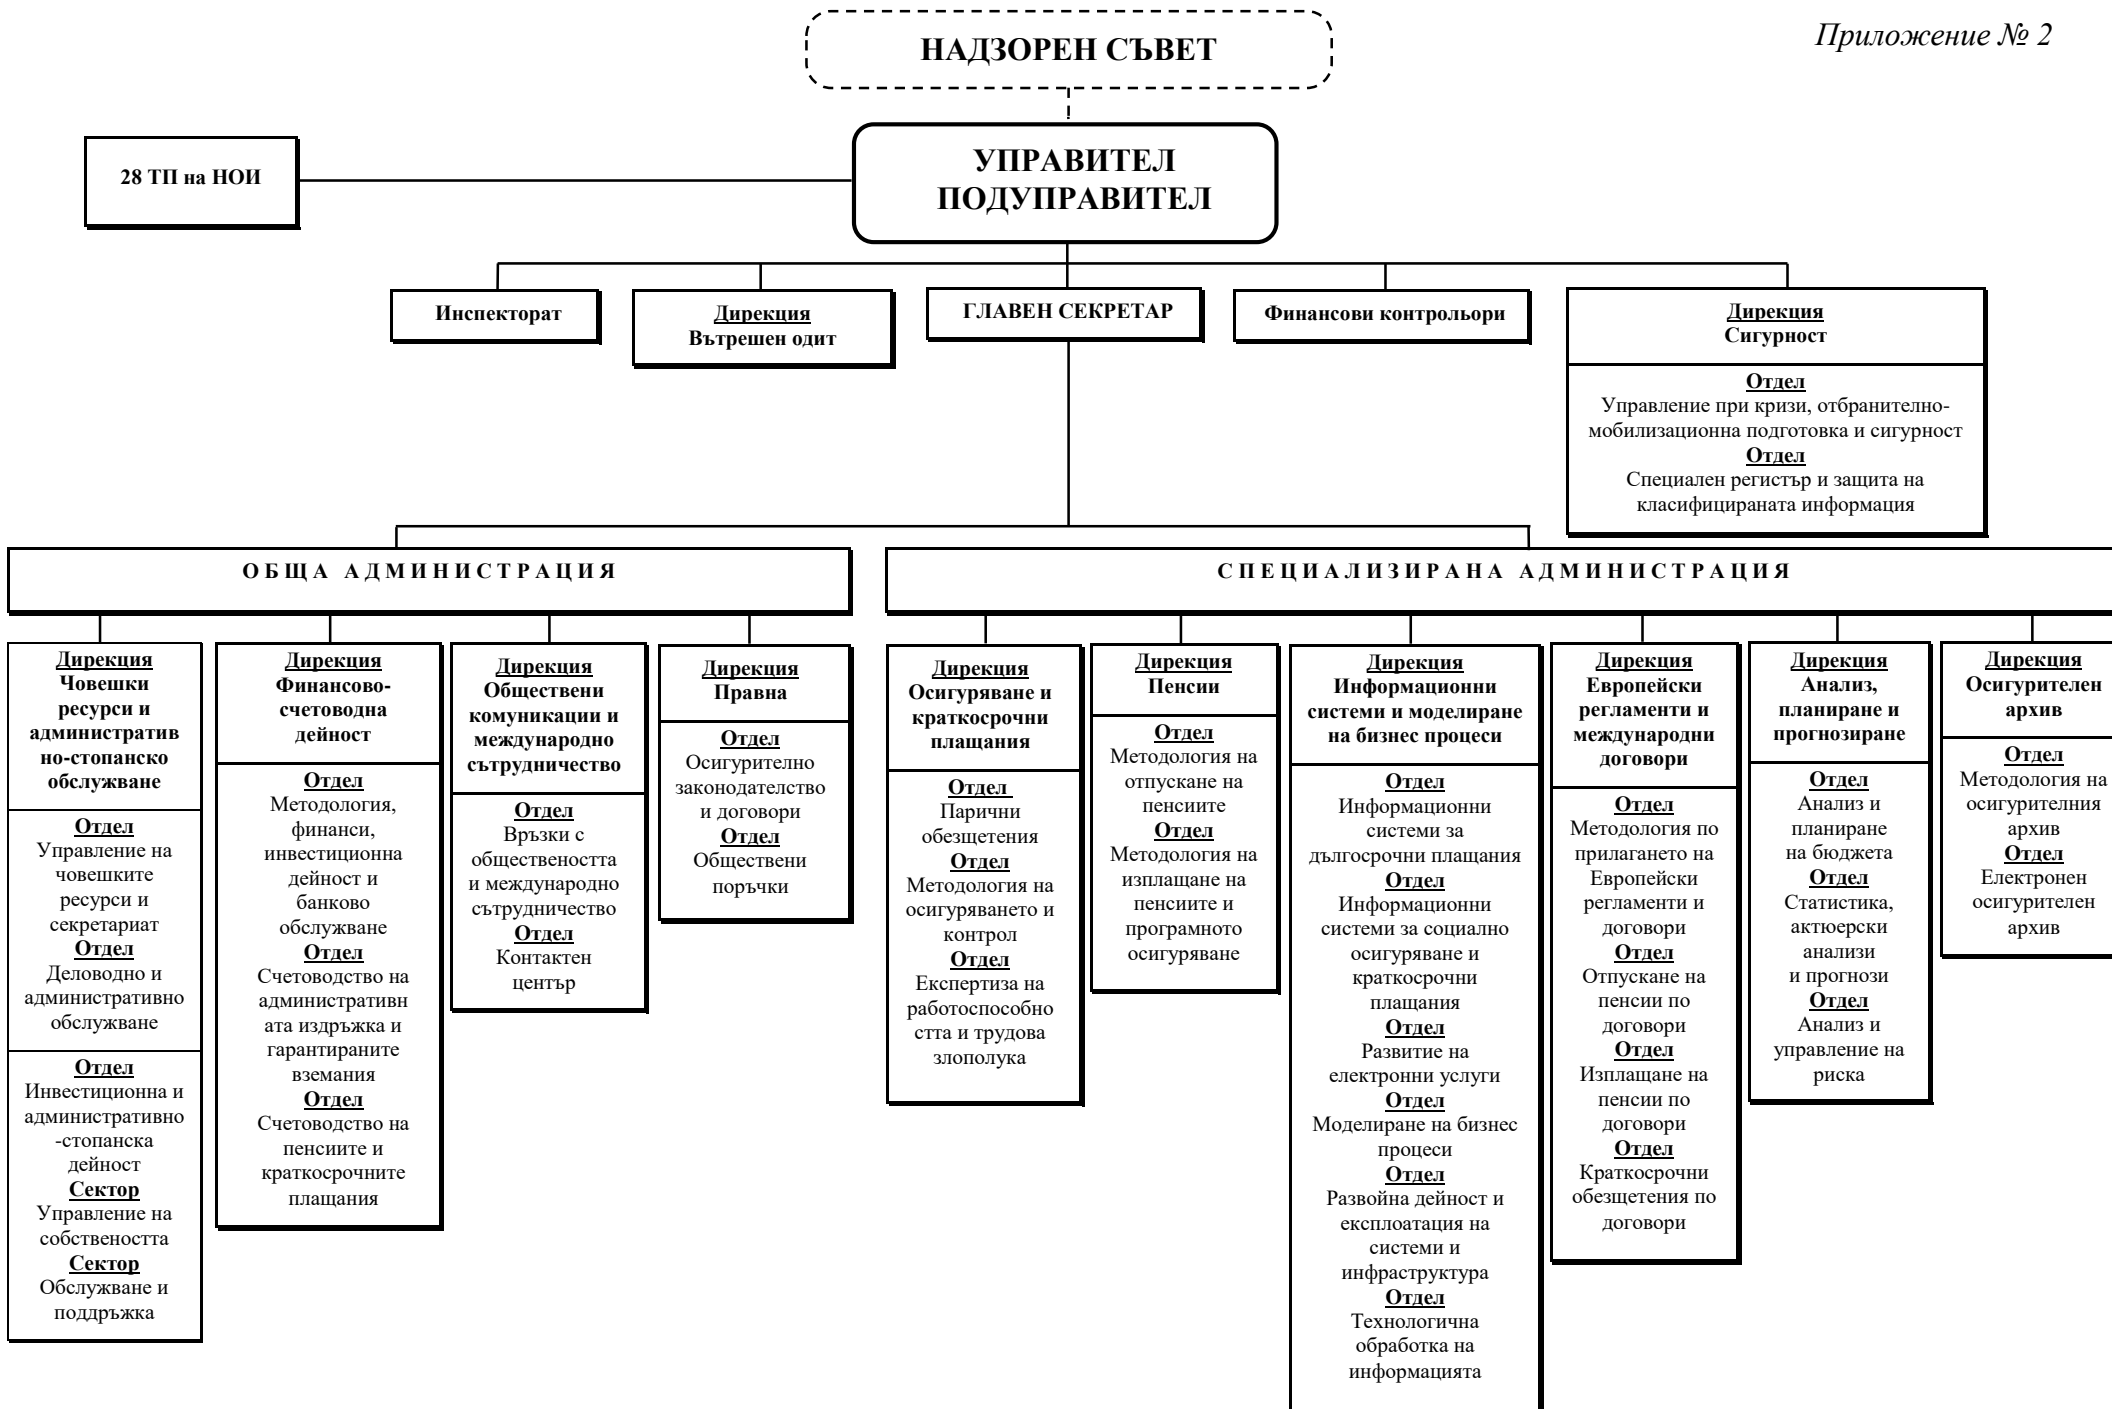 Приложение № 2
НАДЗОРЕН СЪВЕТ
28 ТП на НОИ
УПРАВИТЕЛ
ПОДУПРАВИТЕЛ
Инспекторат
Дирекция
Вътрешен одит
ГЛАВЕН СЕКРЕТАР
Финансови контрольори
Дирекция
Сигурност
Отдел
Управление при кризи, отбранително-
мобилизационна подготовка и сигурност
Отдел
Специален регистър и защита на
класифицираната информация
ОБЩА АДМИНИСТРАЦИЯ
СПЕЦИАЛИЗИРАНА АДМИНИСТРАЦИЯ
Дирекция
Човешки
ресурси и
административ
но-стопанско
обслужване
Отдел
Управление на
човешките
ресурси и
секретариат
Отдел
Деловодно и
административно
обслужване
Отдел
Инвестиционна и
административно
-стопанска
дейност
Сектор
Управление на
собствеността
Сектор
Обслужване и
поддръжка
Дирекция
Финансово-
счетоводна
дейност
Отдел
Методология,
финанси,
инвестиционна
дейност и
банково
обслужване
Отдел
Счетоводство на
административн
ата издръжка и
гарантираните
вземания
Отдел
Счетоводство на
пенсиите и
краткосрочните
плащания
Дирекция
Обществени
комуникации и
международно
сътрудничество
Отдел
Връзки с
обществеността
и международно
сътрудничество
Отдел
Контактен
център
Дирекция
Правна
Отдел
Осигурително
законодателство
и договори
Отдел
Обществени
поръчки
Дирекция
Осигуряване и
краткосрочни
плащания
Отдел
Парични
обезщетения
Отдел
Методология на
осигуряването и
контрол
Отдел
Експертиза на
работоспособно
стта и трудова
злополука
Дирекция
Пенсии
Отдел
Методология на
отпускане на
пенсиите
Отдел
Методология на
изплащане на
пенсиите и
програмното
осигуряване
Дирекция
Информационни
системи и моделиране
на бизнес процеси
Отдел
Информационни
системи за
дългосрочни плащания
Отдел
Информационни
системи за социално
осигуряване и
краткосрочни
плащания
Отдел
Развитие на
електронни услуги
Отдел
Моделиране на бизнес
процеси
Отдел
Развойна дейност и
експлоатация на
системи и
инфраструктура
Отдел
Технологична
обработка на
информацията
Дирекция
Европейски
регламенти и
международни
договори
Отдел
Методология по
прилагането на
Европейски
регламенти и
договори
Отдел
Отпускане на
пенсии по
договори
Отдел
Изплащане на
пенсии по
договори
Отдел
Краткосрочни
обезщетения по
договори
Дирекция
Анализ,
планиране и
прогнозиране
Отдел
Анализ и
планиране
на бюджета
Отдел
Статистика,
актюерски
анализи
и прогнози
Отдел
Анализ и
управление на
риска
Дирекция
Осигурителен
архив
Отдел
Методология на
осигурителния
архив
Отдел
Електронен
осигурителен
архив